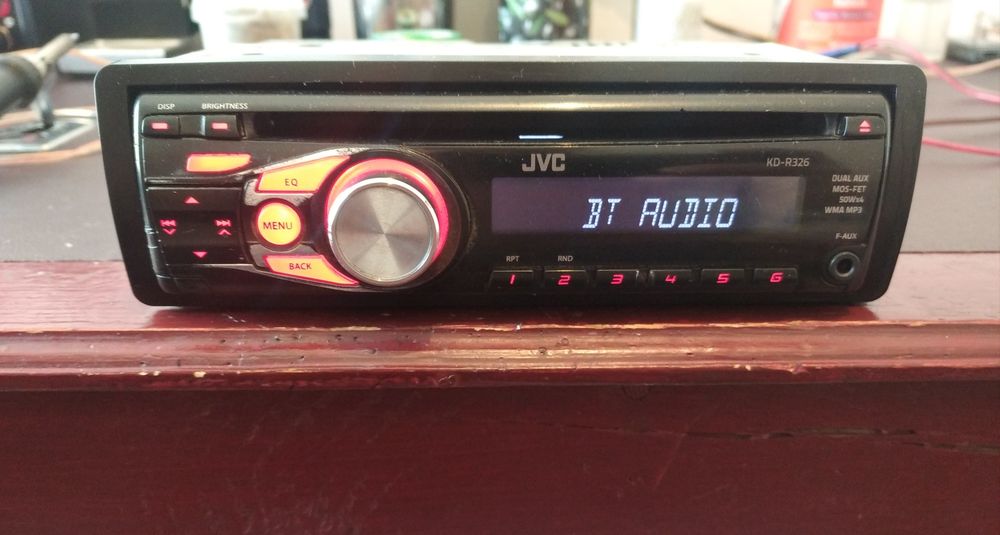 DISP BRIGHTNESS
JVC
KD-R326
EQ
DUAL AUX
MOS-FET
50Wx4
WMA MP3
MENU
BT AUDIO
F-AUX
BACK
RPT RND
1 2 3 4 5 6